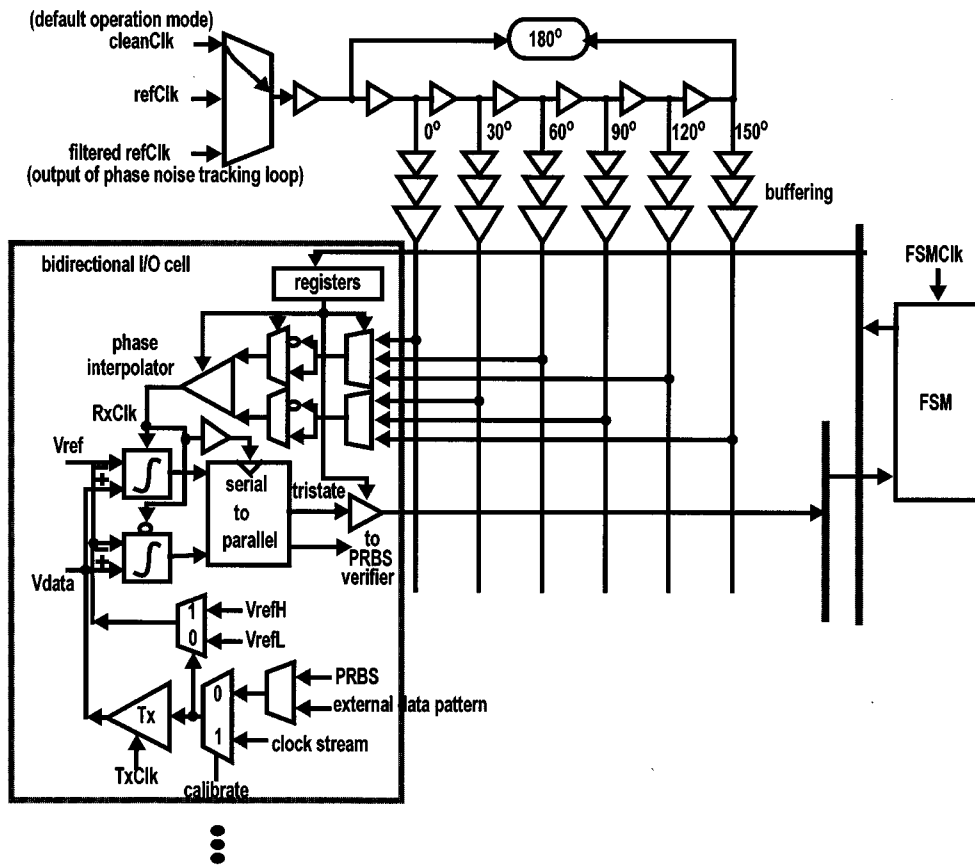 (default operation mode)
cleanClk
refClk
filtered refClk
(output of phase noise tracking loop)
180°
0° 30° 60° 90° 120° 150°
buffering
bidirectional I/O cell
registers
FSMClk
FSM
phase
interpolator
RxClk
Vref
+
serial
to
parallel
tristate
to
PRBS
verifier
+
Vdata
1
0
VrefH
VrefL
PRBS
external data pattern
0
1
clock stream
Tx
TxClk
calibrate